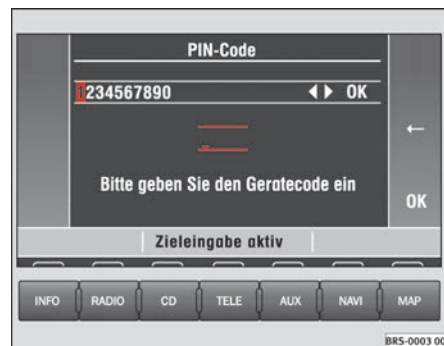 PIN-Code
1234567890 OK
←
Bitte geben Sie den Geratecode ein
OK
Zieleingabe aktiv
INFO RADIO CD TELE AUX NAVI MAP
BRS-0003 00